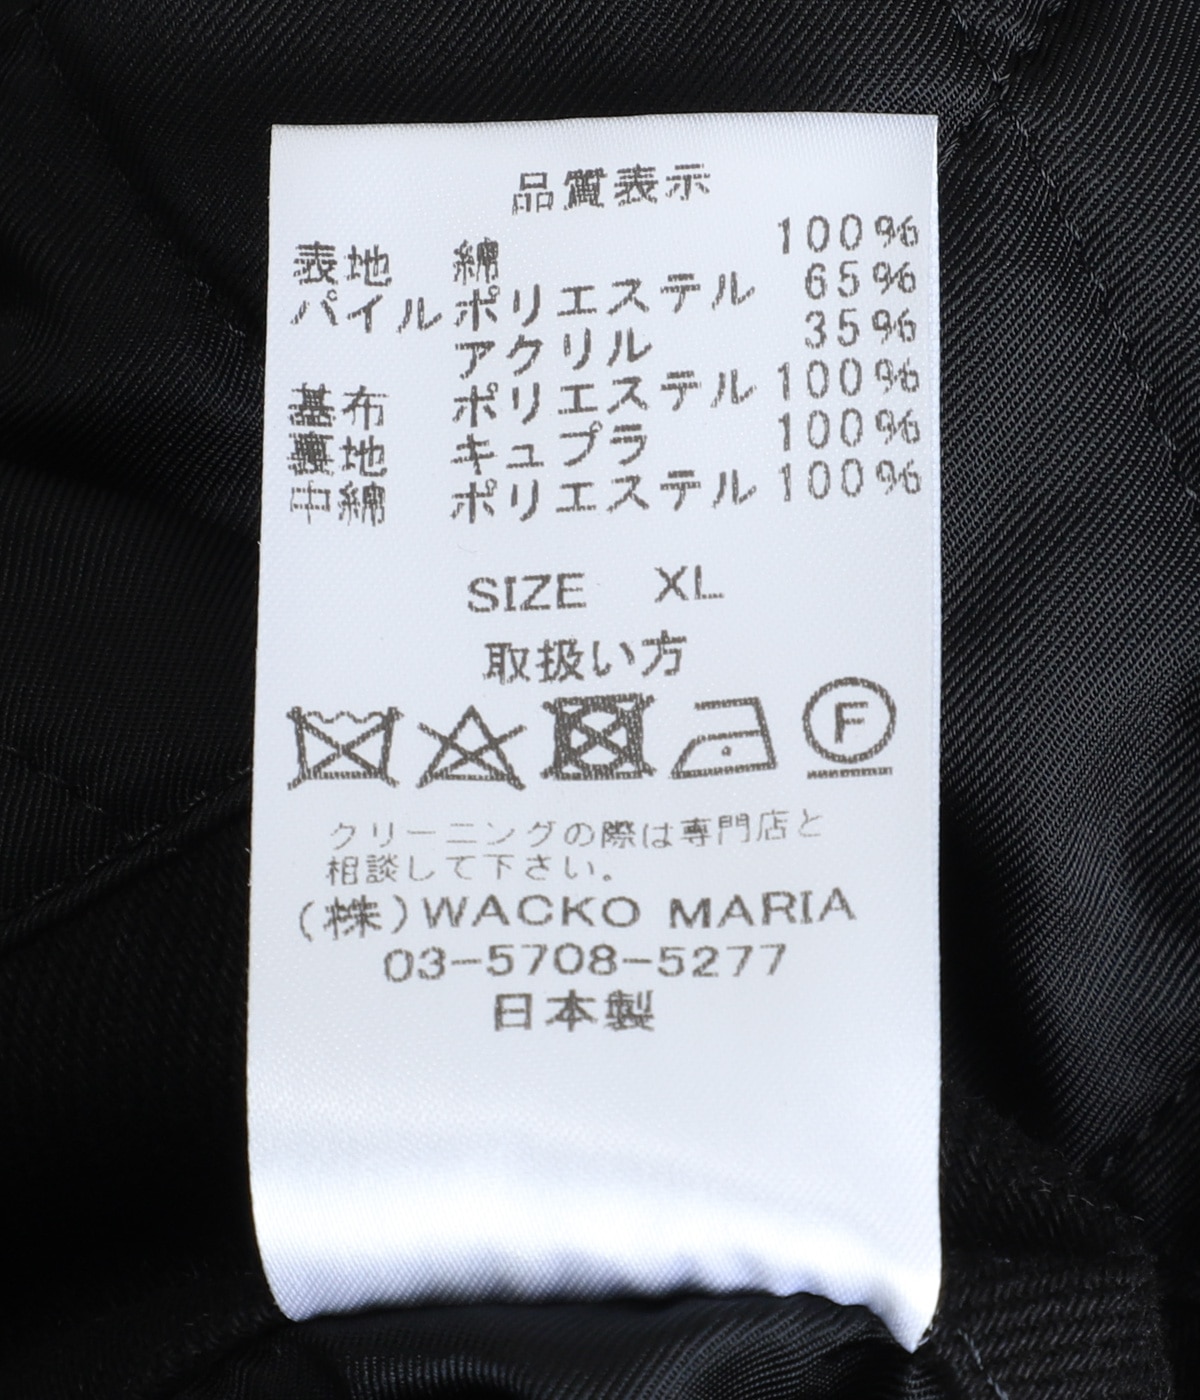 品質表示
表地 綿 100%
パイル ポリエステル 65%
アクリル 35%
基布 ポリエステル 100%
裏地 キュプラ 100%
中綿 ポリエステル 100%
SIZE XL
取扱い方
F
クリーニングの際は専門店と
相談して下さい。
(株)WACKO MARIA
03-5708-5277
日本製